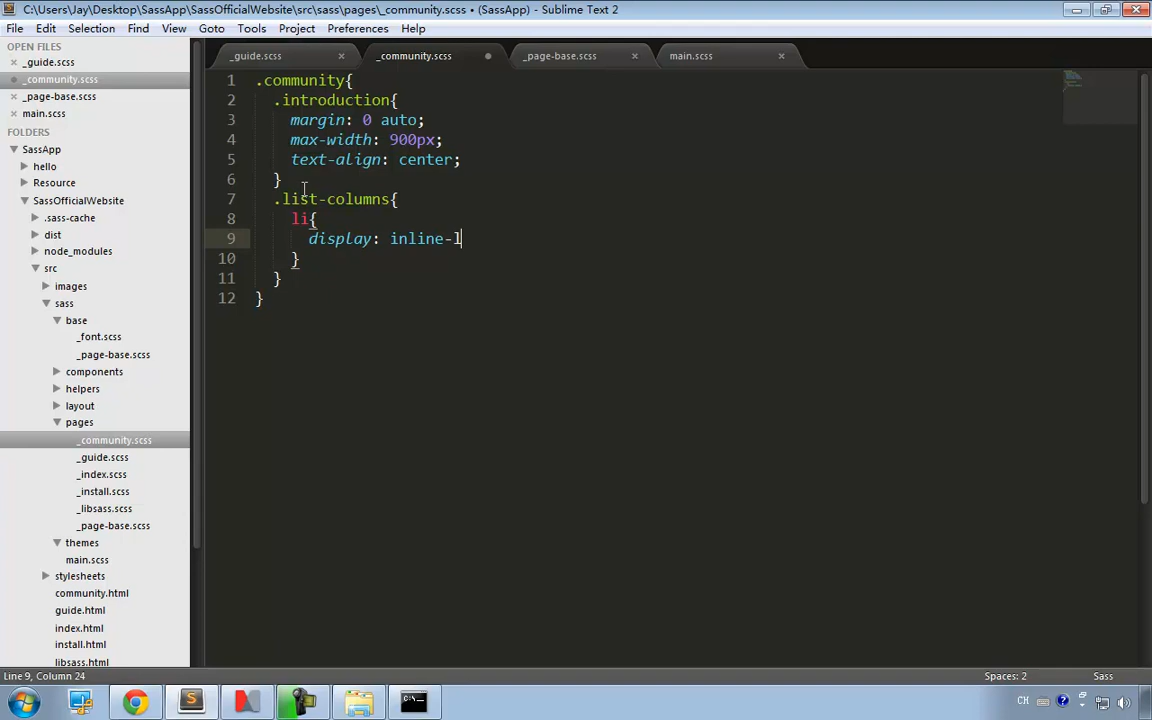 C:\Users\Jay\Desktop\SassApp\SassOfficialWebsite\src\sass\pages\_community.scss • (SassApp) - Sublime Text 2
File Edit Selection Find View Goto Tools Project Preferences Help
OPEN FILES
_guide.scss
_community.scss
_page-base.scss
main.scss
FOLDERS
SassApp
hello
Resource
SassOfficialWebsite
.sass-cache
dist
node_modules
src
images
sass
base
_font.scss
_page-base.scss
components
helpers
layout
pages
_community.scss
_guide.scss
_index.scss
_install.scss
_libsass.scss
_page-base.scss
themes
main.scss
stylesheets
community.html
guide.html
index.html
install.html
libsass.html
_guide.scss _community.scss _page-base.scss main.scss
1 .community{
2 .introduction{
3 margin: 0 auto;
4 max-width: 900px;
5 text-align: center;
6 }
7 .list-columns{
8 li{
9 display: inline-l
10 }
11 }
12 }
Line 9, Column 24 Spaces: 2 Sass
CH